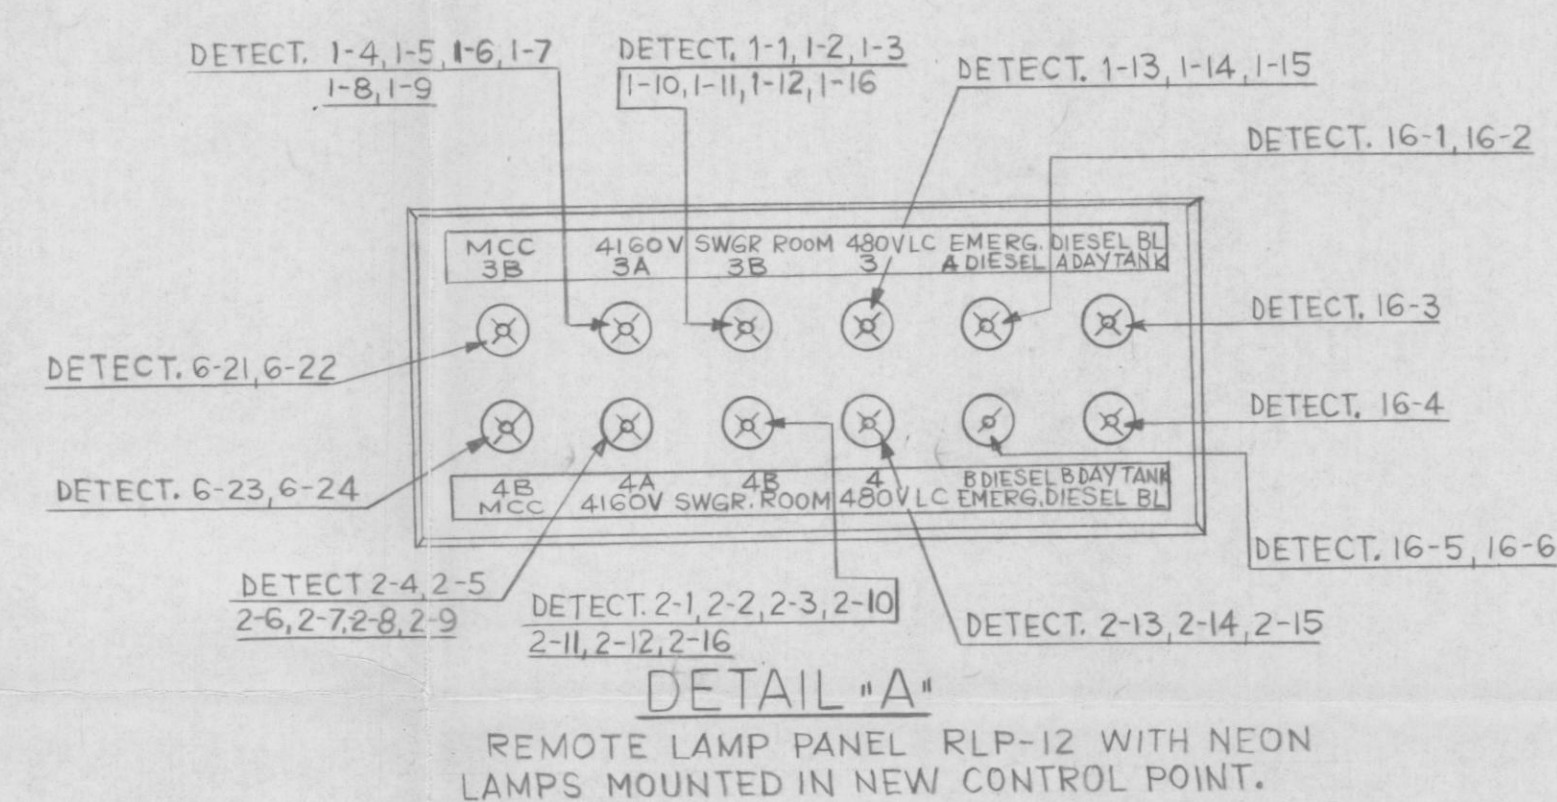 DETECT. 1-4, 1-5, 1-6, 1-7
1-8, 1-9
DETECT. 1-1, 1-2, 1-3
1-10, 1-11, 1-12, 1-16
DETECT. 1-13, 1-14, 1-15
DETECT. 16-1, 16-2
MCC 4160V SWGR ROOM 480VLC EMERG. DIESEL BL
3B 3A 3B 3 A DIESEL A DAY TANK
DETECT. 16-3
DETECT. 6-21, 6-22
DETECT. 16-4
DETECT. 6-23, 6-24
4B 4A 4B 4 B DIESEL B DAY TANK
MCC 4160V SWGR. ROOM 480VLC EMERG. DIESEL BL
DETECT. 16-5, 16-6
DETECT 2-4, 2-5
2-6, 2-7, 2-8, 2-9
DETECT. 2-1, 2-2, 2-3, 2-10
2-11, 2-12, 2-16
DETECT. 2-13, 2-14, 2-15
DETAIL "A"
REMOTE LAMP PANEL RLP-12 WITH NEON
LAMPS MOUNTED IN NEW CONTROL POINT.